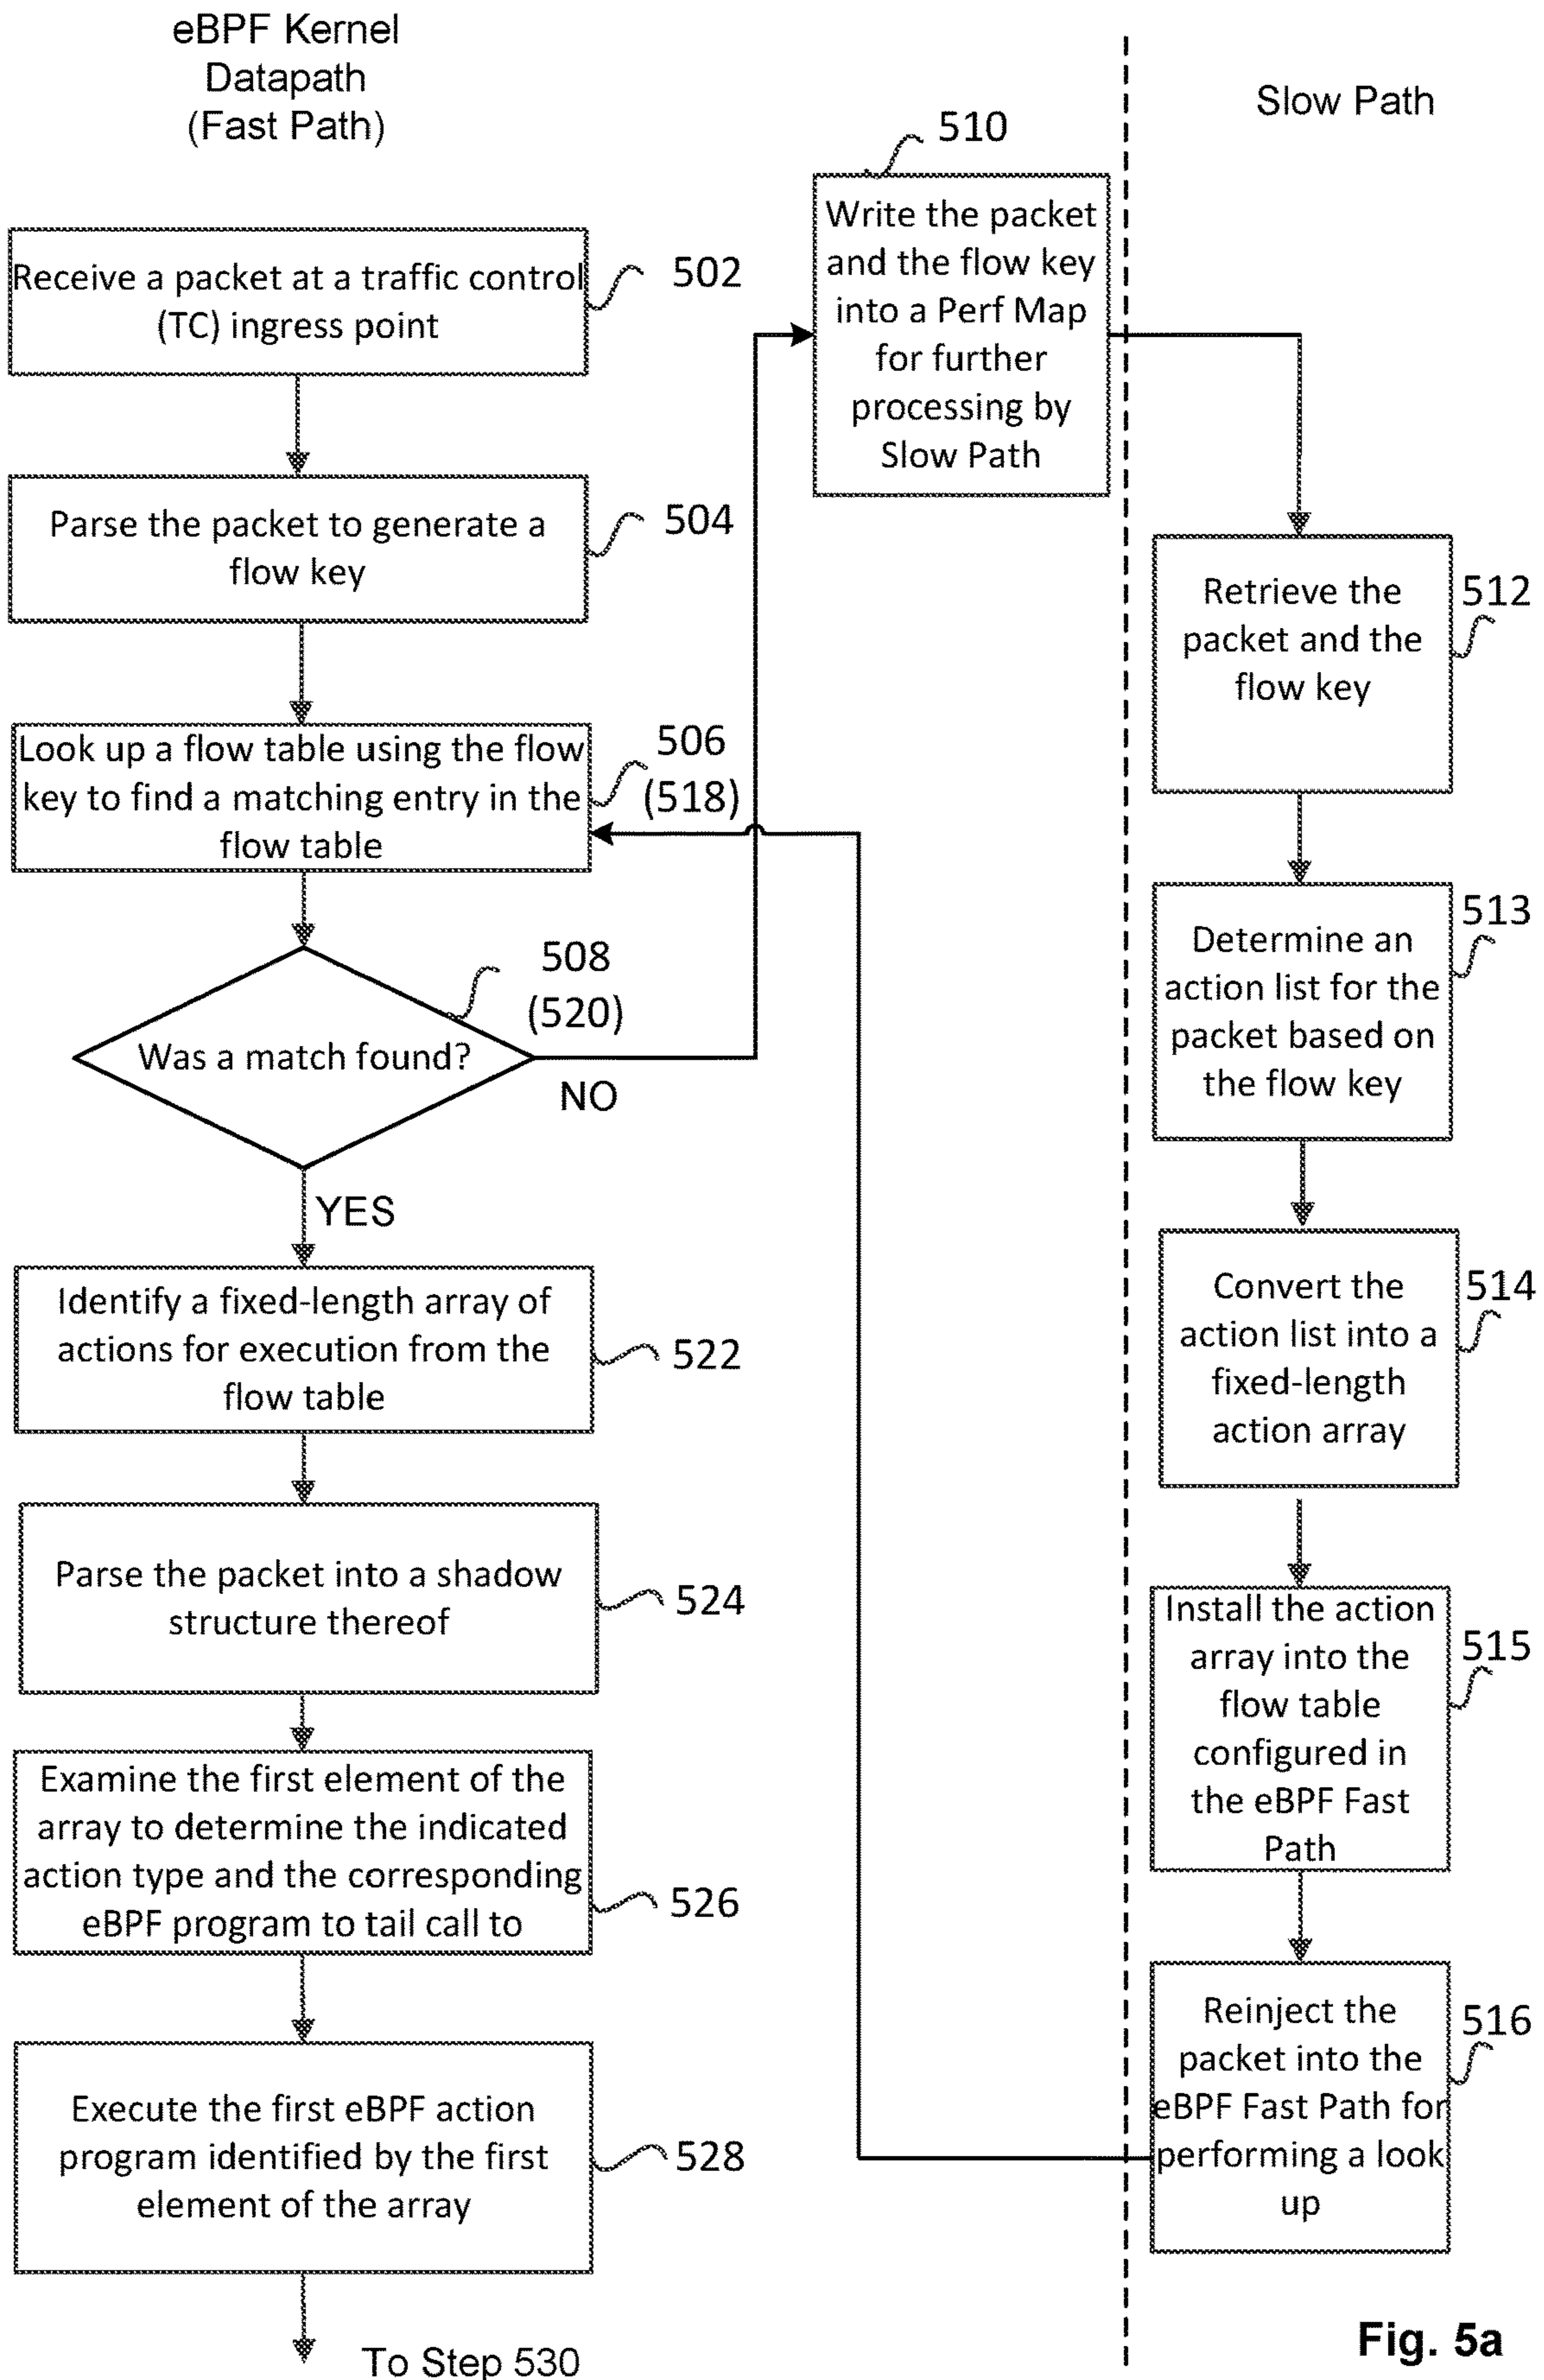 eBPF Kernel
Datapath
(Fast Path)
Slow Path
510
Write the packet
and the flow key
into a Perf Map
for further
processing by
Slow Path
Receive a packet at a traffic control
(TC) ingress point
502
Parse the packet to generate a
flow key
504
Look up a flow table using the flow
key to find a matching entry in the
flow table
506
(518)
508
(520)
Was a match found?
NO
YES
Retrieve the
packet and the
flow key
512
Determine an
action list for the
packet based on
the flow key
513
Convert the
action list into a
fixed-length
action array
514
Install the action
array into the
flow table
configured in
the eBPF Fast
Path
515
Reinject the
packet into the
eBPF Fast Path for
performing a look
up
516
Identify a fixed-length array of
actions for execution from the
flow table
522
Parse the packet into a shadow
structure thereof
524
Examine the first element of the
array to determine the indicated
action type and the corresponding
eBPF program to tail call to
526
Execute the first eBPF action
program identified by the first
element of the array
528
To Step 530
Fig. 5a